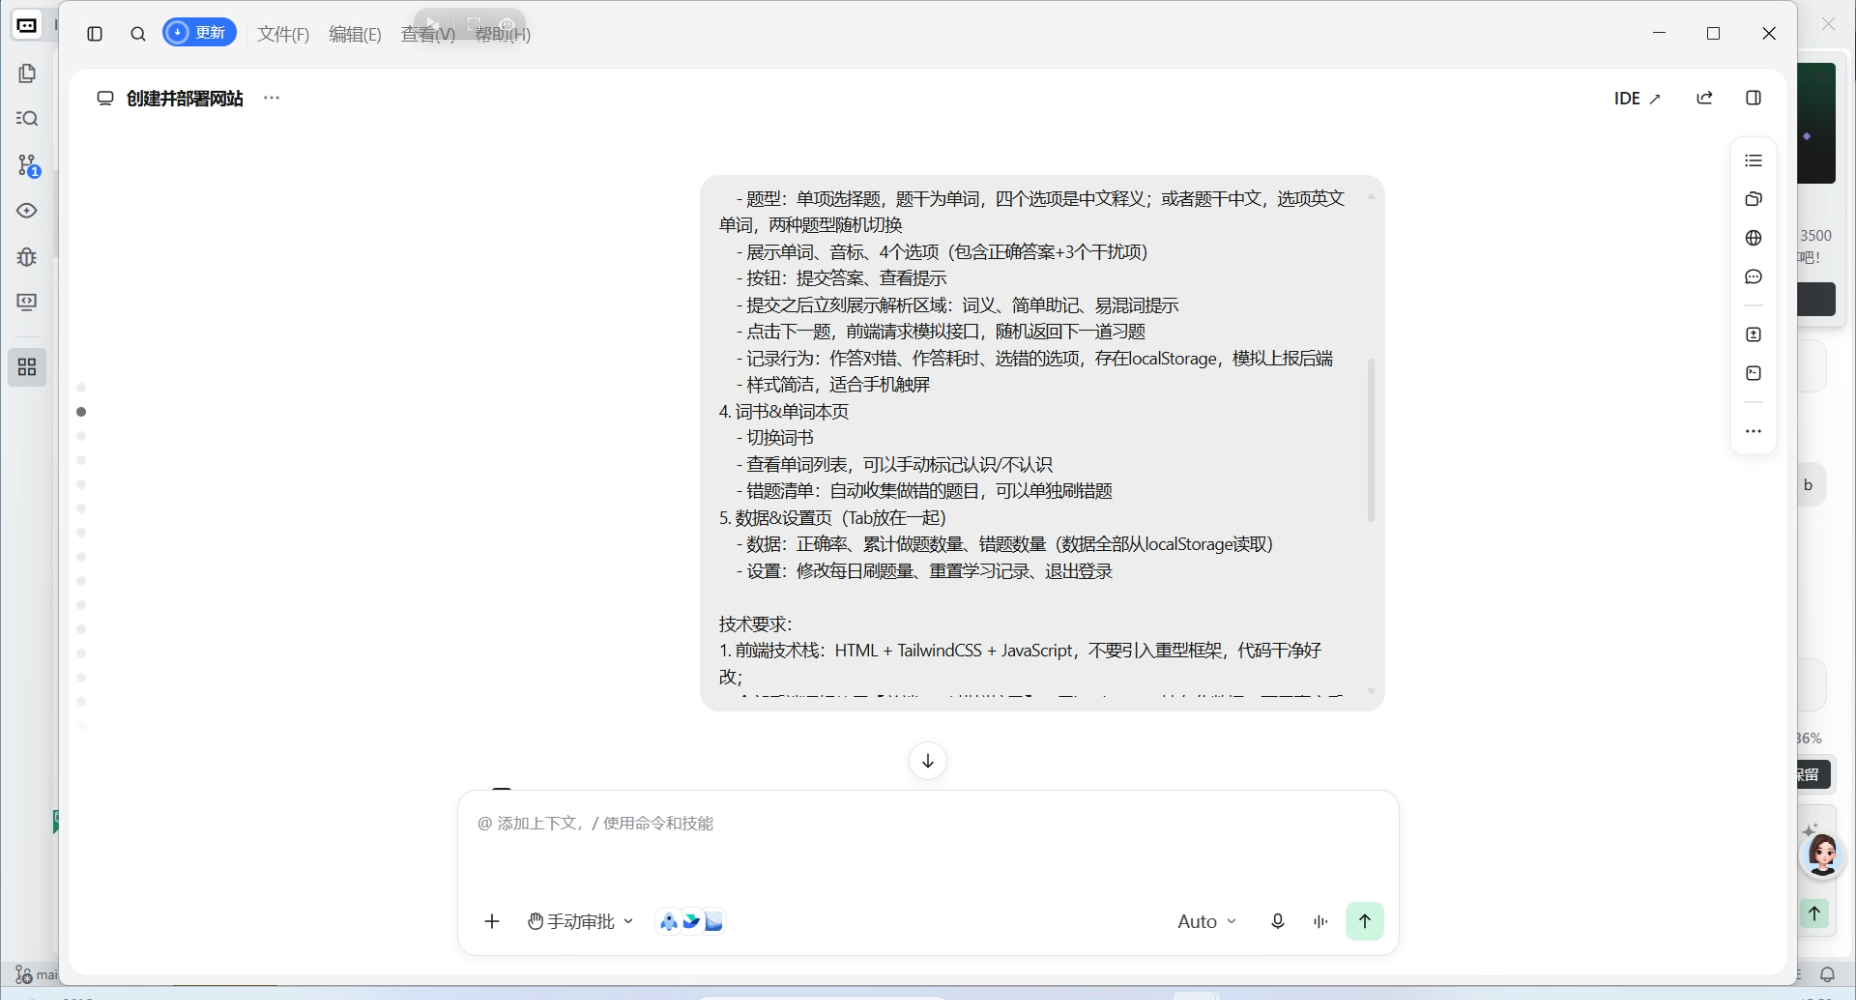 更新
文件(F)
编辑(E)
查看(V)
帮助(H)
创建并部署网站
IDE
- 题型：单项选择题，题干为单词，四个选项是中文释义；或者题干中文，选项英文
单词，两种题型随机切换
- 展示单词、音标、4个选项（包含正确答案+3个干扰项）
- 按钮：提交答案、查看提示
- 提交之后立刻展示解析区域：词义、简单助记、易混词提示
- 点击下一题，前端请求模拟接口，随机返回下一道习题
- 记录行为：作答对错、作答耗时、选错的选项，存在localStorage，模拟上报后端
- 样式简洁，适合手机触屏
4. 词书&单词本页
- 切换词书
- 查看单词列表，可以手动标记认识/不认识
- 错题清单：自动收集做错的题目，可以单独刷错题
5. 数据&设置页（Tab放在一起）
- 数据：正确率、累计做题数量、错题数量（数据全部从localStorage读取）
- 设置：修改每日刷题量、重置学习记录、退出登录
技术要求：
1. 前端技术栈：HTML + TailwindCSS + JavaScript，不要引入重型框架，代码干净好
改；
@ 添加上下文，/ 使用命令和技能
手动审批
Auto
1
3500
吧！
b
36%
保留
mai